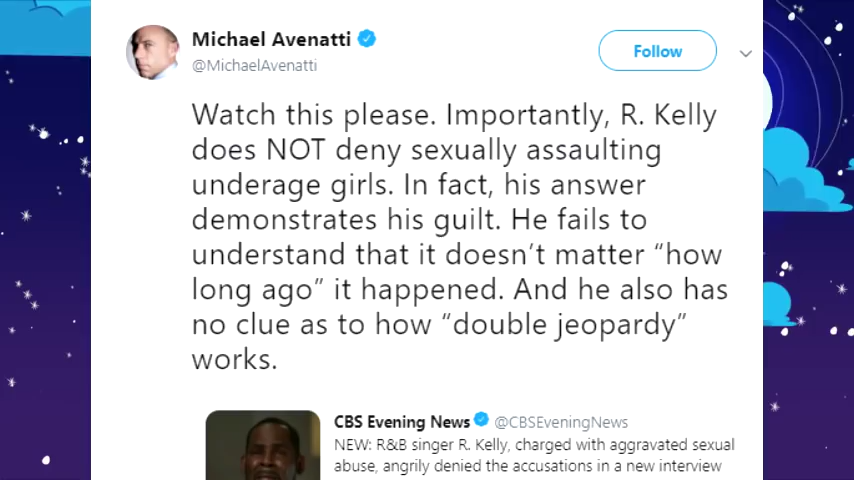 Michael Avenatti
@MichaelAvenatti
Follow
Watch this please. Importantly, R. Kelly
does NOT deny sexually assaulting
underage girls. In fact, his answer
demonstrates his guilt. He fails to
understand that it doesn’t matter “how
long ago” it happened. And he also has
no clue as to how “double jeopardy”
works.
CBS Evening News @CBSEveningNews
NEW: R&B singer R. Kelly, charged with aggravated sexual
abuse, angrily denied the accusations in a new interview